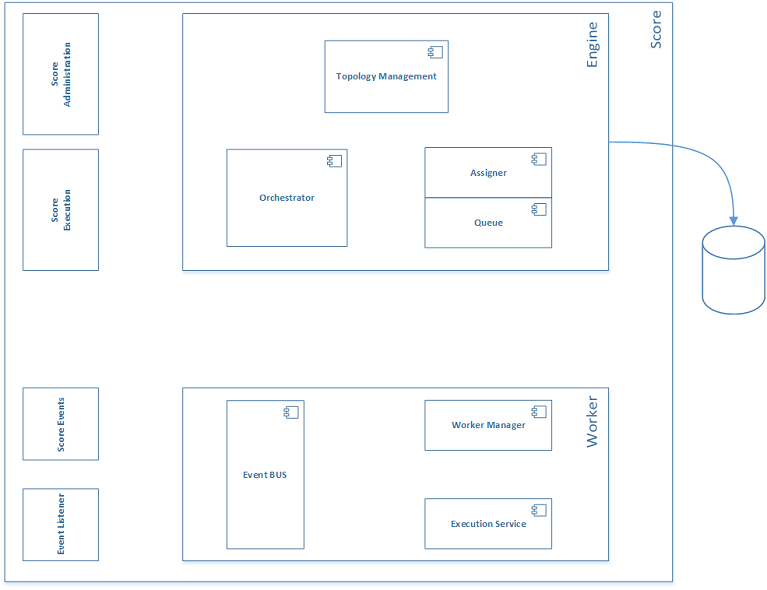 Score
Engine
Score
Administration
Topology Management
Score
Execution
Orchestrator
Assigner
Queue
Worker
Score Events
Event BUS
Worker Manager
Event Listener
Execution Service